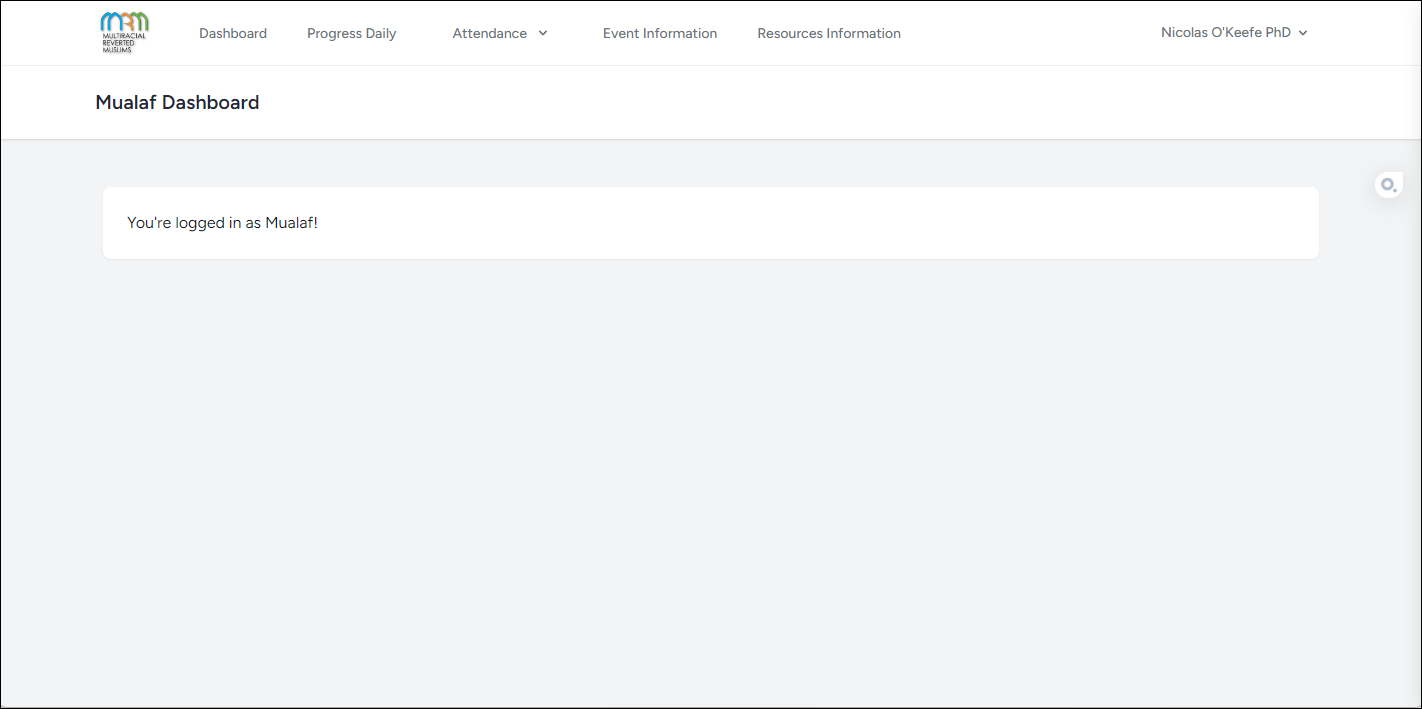 MRM
MULTIRACIAL
REVERTED
MUSLIMS
Dashboard
Progress Daily
Attendance
Event Information
Resources Information
Nicolas O'Keefe PhD
Mualaf Dashboard
You're logged in as Mualaf!